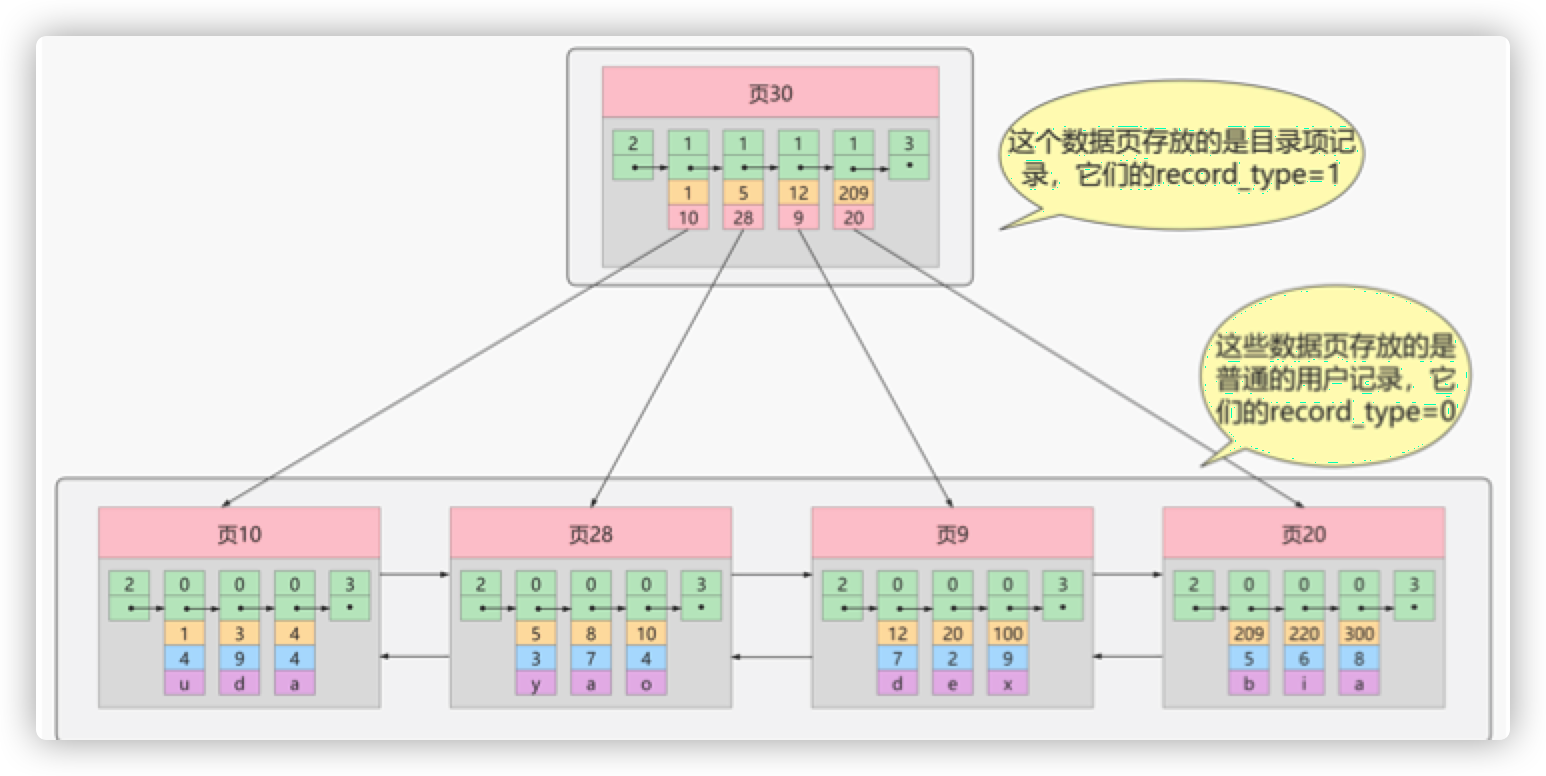 页30
2 1 1 1 1 3
1 5 12 209
10 28 9 20
这个数据页存放的是目录项记
录，它们的record_type=1
这些数据页存放的是
普通的用户记录，它
们的record_type=0
页10
2 0 0 0 3
1 3 4
4 9 4
u d a
页28
2 0 0 0 3
5 8 10
3 7 4
y a o
页9
2 0 0 0 3
12 20 100
7 2 9
d e x
页20
2 0 0 0 3
209 220 300
5 6 8
b i a